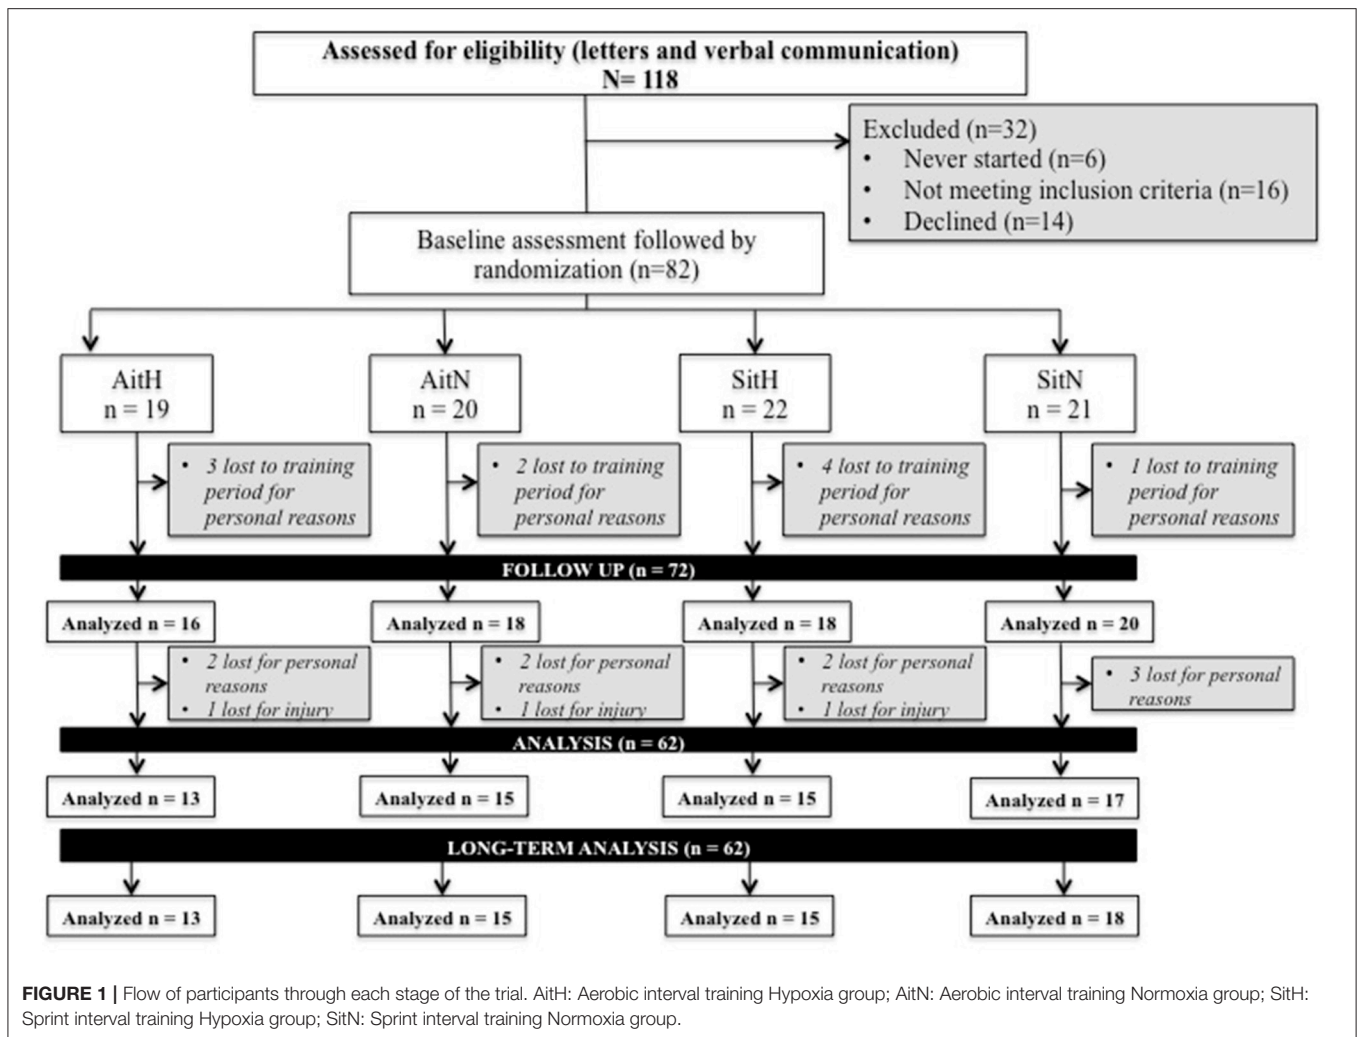 Assessed for eligibility (letters and verbal communication)
N= 118
Excluded (n=32)
• Never started (n=6)
• Not meeting inclusion criteria (n=16)
• Declined (n=14)
Baseline assessment followed by
randomization (n=82)
AitH
n = 19
AitN
n = 20
SitH
n = 22
SitN
n = 21
• 3 lost to training
period for
personal reasons
• 2 lost to training
period for
personal reasons
• 4 lost to training
period for
personal reasons
• 1 lost to training
period for
personal reasons
FOLLOW UP (n = 72)
Analyzed n = 16
Analyzed n = 18
Analyzed n = 18
Analyzed n = 20
• 2 lost for personal
reasons
• 1 lost for injury
• 2 lost for personal
reasons
• 1 lost for injury
• 2 lost for personal
reasons
• 1 lost for injury
• 3 lost for personal
reasons
ANALYSIS (n = 62)
Analyzed n = 13
Analyzed n = 15
Analyzed n = 15
Analyzed n = 17
LONG-TERM ANALYSIS (n = 62)
Analyzed n = 13
Analyzed n = 15
Analyzed n = 15
Analyzed n = 18
FIGURE 1 | Flow of participants through each stage of the trial. AitH: Aerobic interval training Hypoxia group; AitN: Aerobic interval training Normoxia group; SitH:
Sprint interval training Hypoxia group; SitN: Sprint interval training Normoxia group.